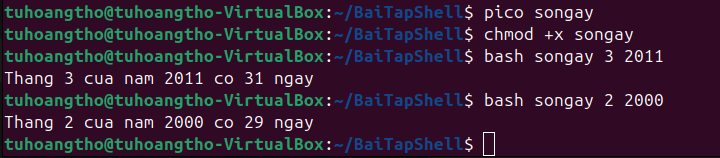 tuhoangtho@tuhoangtho-VirtualBox:~/BaiTapShell$ pico songay
tuhoangtho@tuhoangtho-VirtualBox:~/BaiTapShell$ chmod +x songay
tuhoangtho@tuhoangtho-VirtualBox:~/BaiTapShell$ bash songay 3 2011
Thang 3 cua nam 2011 co 31 ngay
tuhoangtho@tuhoangtho-VirtualBox:~/BaiTapShell$ bash songay 2 2000
Thang 2 cua nam 2000 co 29 ngay
tuhoangtho@tuhoangtho-VirtualBox:~/BaiTapShell$